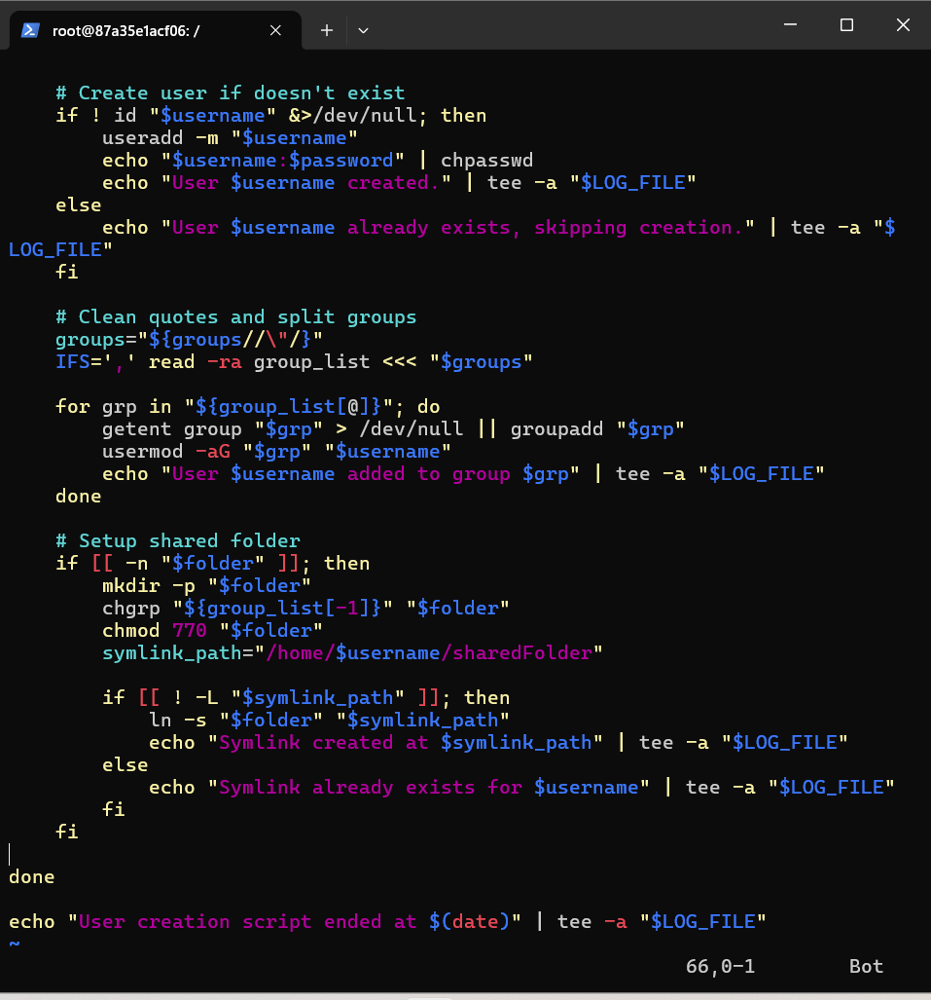 root@87a35e1acf06: /
    # Create user if doesn't exist
    if ! id "$username" &>/dev/null; then
        useradd -m "$username"
        echo "$username:$password" | chpasswd
        echo "User $username created." | tee -a "$LOG_FILE"
    else
        echo "User $username already exists, skipping creation." | tee -a "$
LOG_FILE"
    fi

    # Clean quotes and split groups
    groups="${groups//\"/}"
    IFS=',' read -ra group_list <<< "$groups"

    for grp in "${group_list[@]}"; do
        getent group "$grp" > /dev/null || groupadd "$grp"
        usermod -aG "$grp" "$username"
        echo "User $username added to group $grp" | tee -a "$LOG_FILE"
    done

    # Setup shared folder
    if [[ -n "$folder" ]]; then
        mkdir -p "$folder"
        chgrp "${group_list[-1]}" "$folder"
        chmod 770 "$folder"
        symlink_path="/home/$username/sharedFolder"

        if [[ ! -L "$symlink_path" ]]; then
            ln -s "$folder" "$symlink_path"
            echo "Symlink created at $symlink_path" | tee -a "$LOG_FILE"
        else
            echo "Symlink already exists for $username" | tee -a "$LOG_FILE"
        fi
    fi

done

echo "User creation script ended at $(date)" | tee -a "$LOG_FILE"
~
66,0-1 Bot